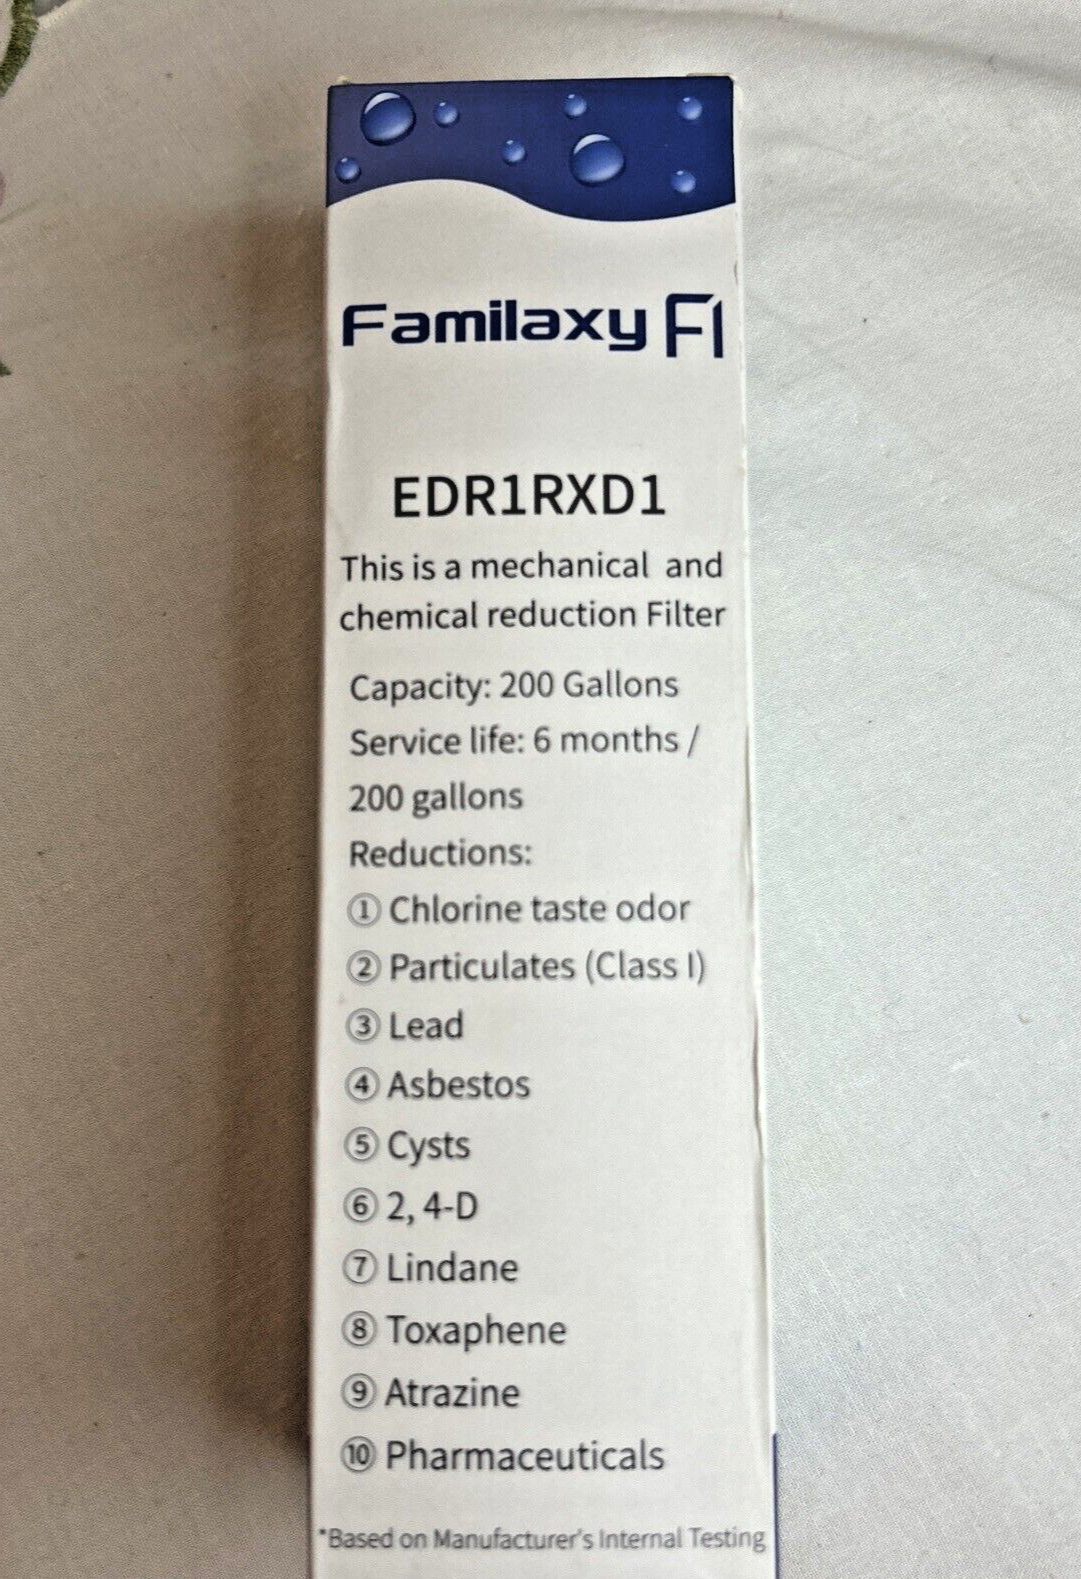 Familaxy F1
EDR1RXD1
This is a mechanical and
chemical reduction Filter
Capacity: 200 Gallons
Service life: 6 months /
200 gallons
Reductions:
① Chlorine taste odor
② Particulates (Class I)
③ Lead
④ Asbestos
⑤ Cysts
⑥ 2, 4-D
⑦ Lindane
⑧ Toxaphene
⑨ Atrazine
⑩ Pharmaceuticals
*Based on Manufacturer's Internal Testing